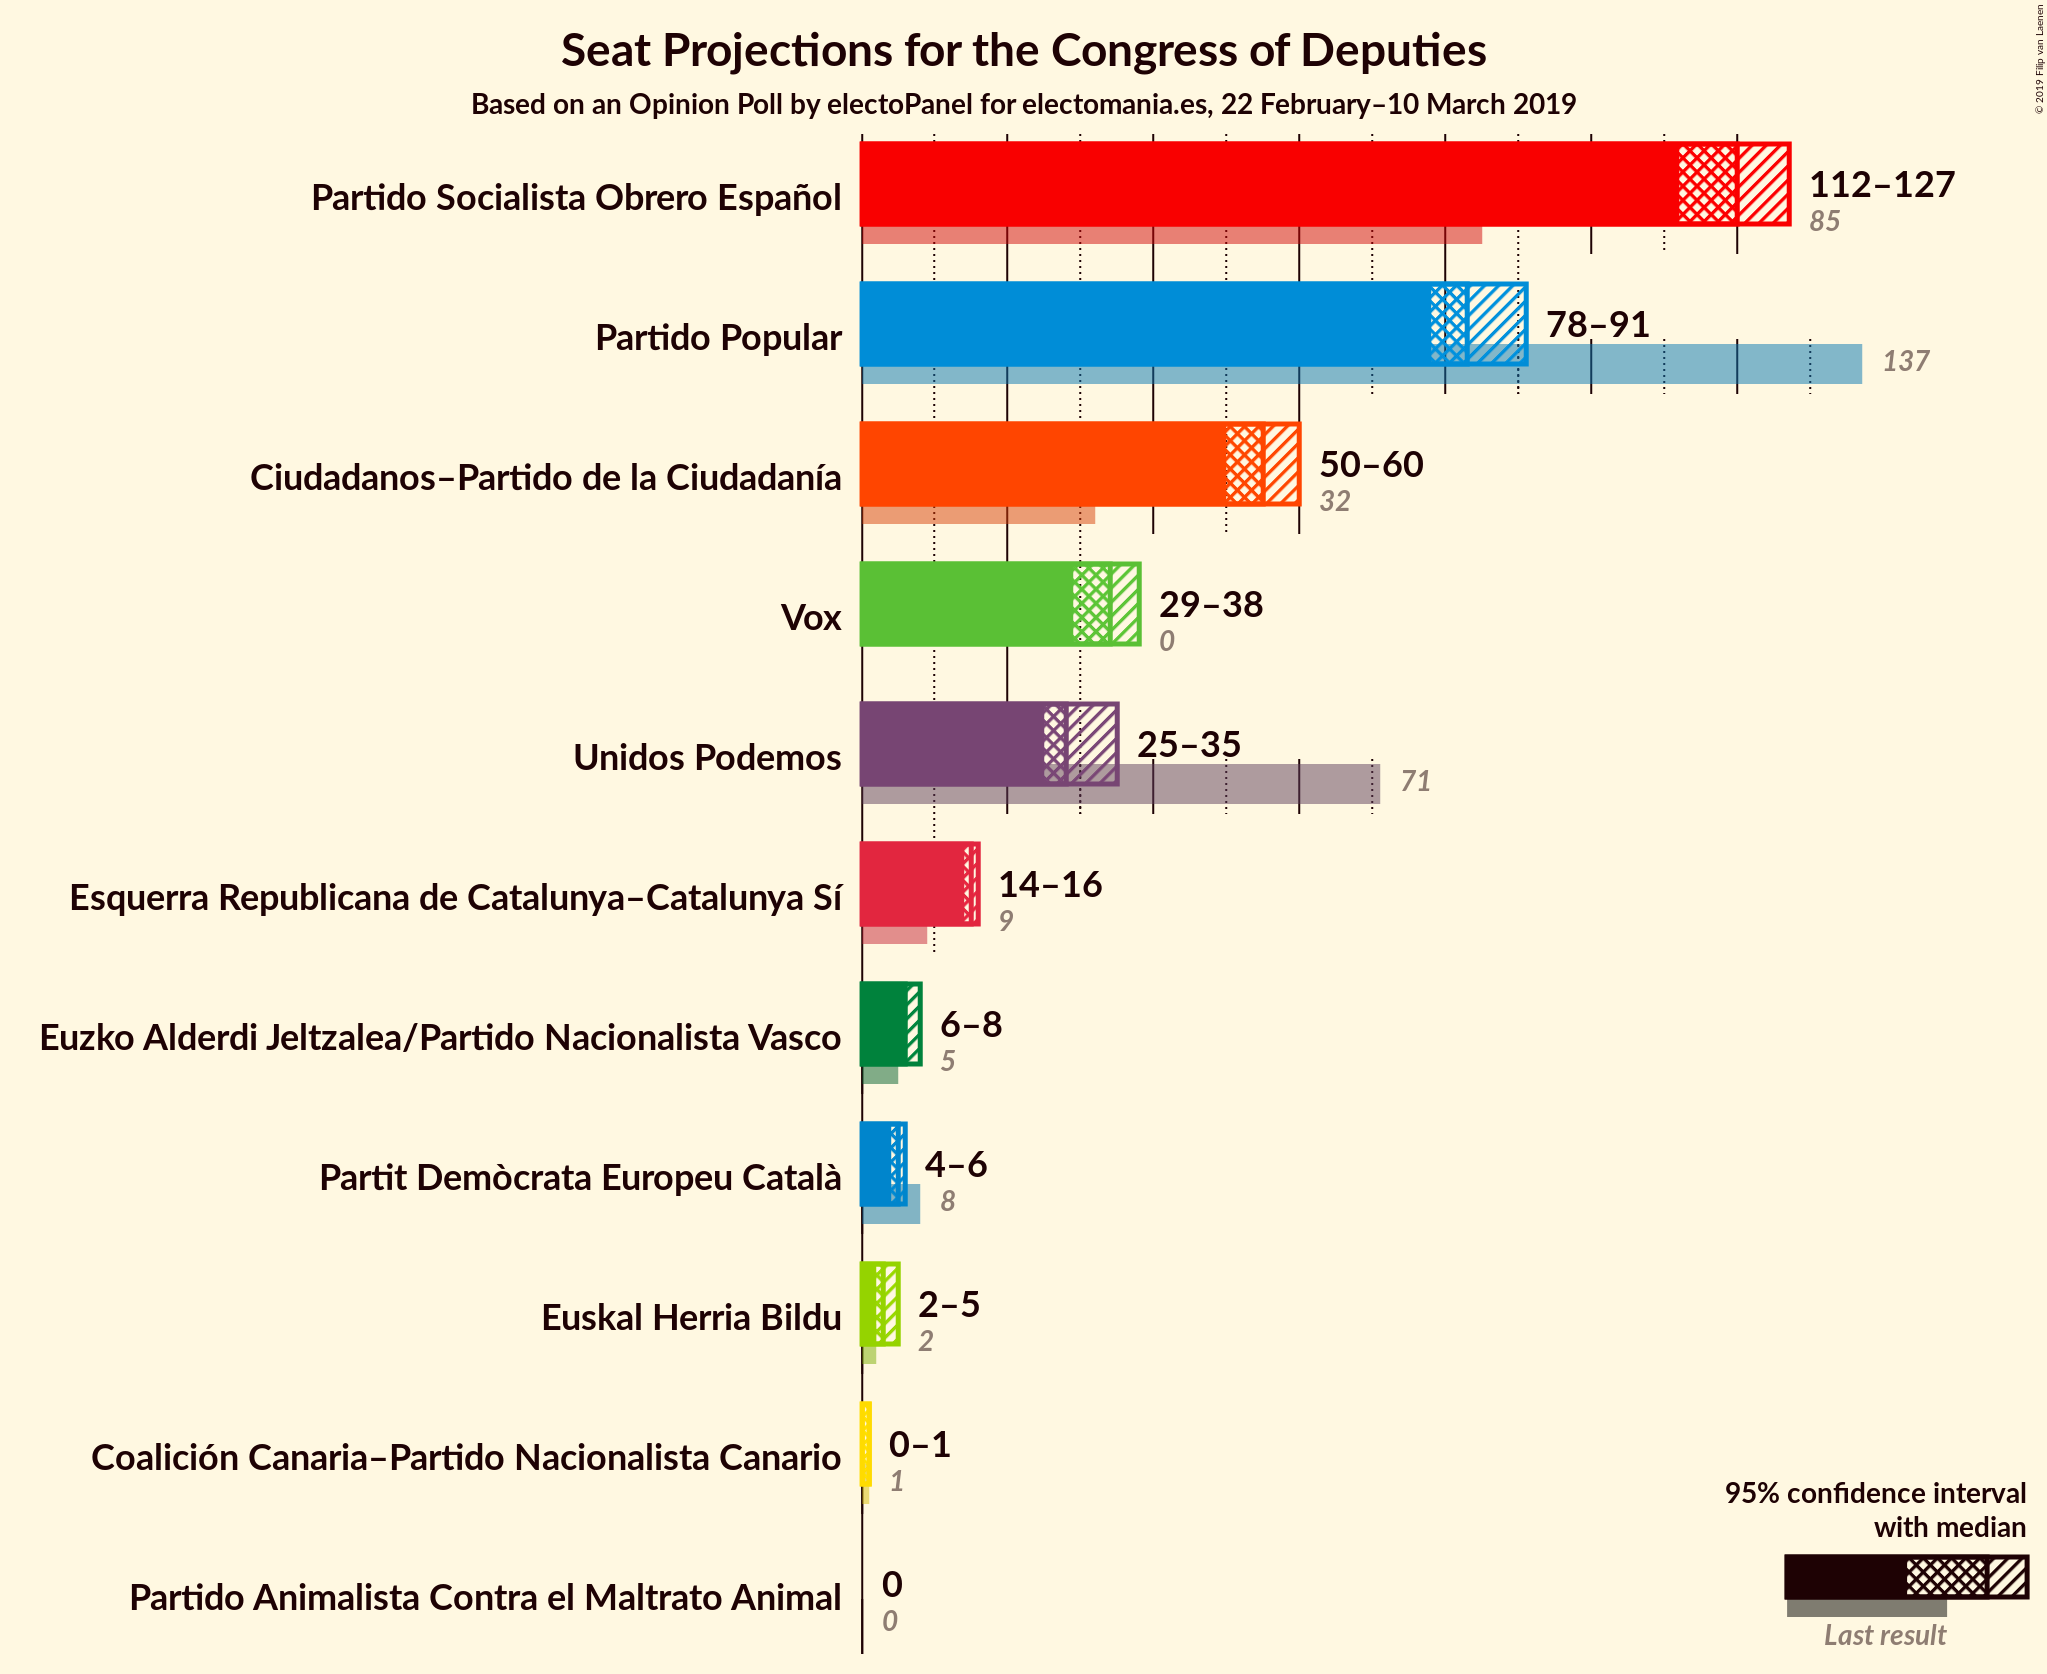 Seat Projections for the Congress of Deputies
Based on an Opinion Poll by electoPanel for electomania.es, 22 February–10 March 2019
© 2019 Filip van Laenen
Partido Socialista Obrero Español
112–127
85
Partido Popular
78–91
137
Ciudadanos–Partido de la Ciudadanía
50–60
32
Vox
29–38
0
Unidos Podemos
25–35
71
Esquerra Republicana de Catalunya–Catalunya Sí
14–16
9
Euzko Alderdi Jeltzalea/Partido Nacionalista Vasco
6–8
5
Partit Demòcrata Europeu Català
4–6
8
Euskal Herria Bildu
2–5
2
Coalición Canaria–Partido Nacionalista Canario
0–1
1
Partido Animalista Contra el Maltrato Animal
0
0
95% confidence interval
with median
Last result